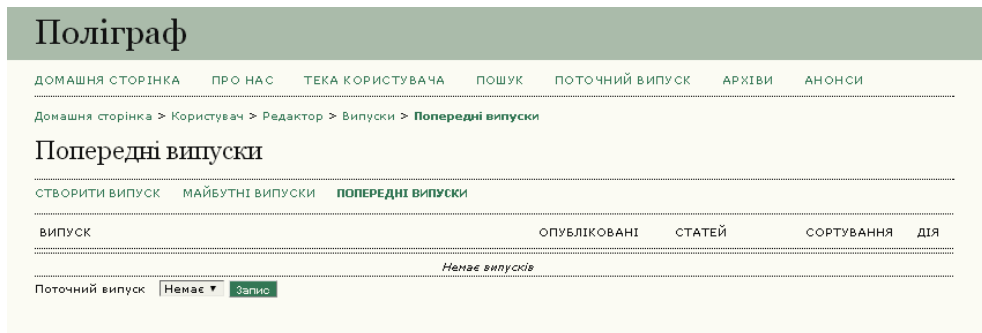 Поліграф
ДОМАШНЯ СТОРІНКА ПРО НАС ТЕКА КОРИСТУВАЧА ПОШУК ПОТОЧНИЙ ВИПУСК АРХІВИ АНОНСИ
Домашня сторінка > Користувач > Редактор > Випуски > Попередні випуски
Попередні випуски
СТВОРИТИ ВИПУСК МАЙБУТНІ ВИПУСКИ ПОПЕРЕДНІ ВИПУСКИ
ВИПУСК ОПУБЛІКОВАНІ СТАТЕЙ СОРТУВАННЯ ДІЯ
Немає випусків
Поточний випуск Немає ▼ Запис